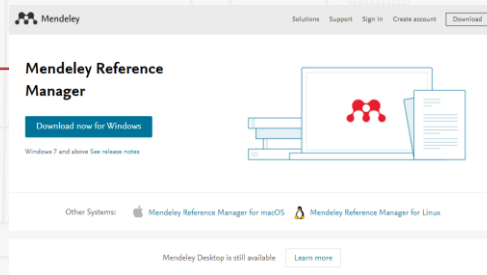 Mendeley
Solutions Support Sign In Create account Download
Mendeley Reference
Manager
Download now for Windows
Windows 7 and above See release notes
Other Systems: Mendeley Reference Manager for macOS Mendeley Reference Manager for Linux
Mendeley Desktop is still available Learn more